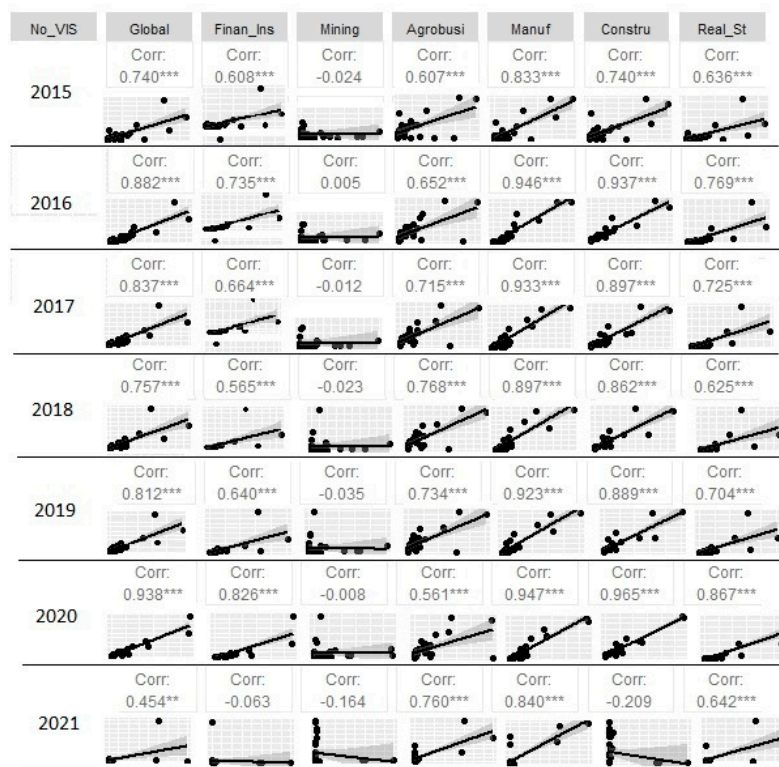 No_VIS Global Finan_Ins Mining Agrobusi Manuf Constru Real_St
Corr: Corr: Corr: Corr: Corr: Corr: Corr:
2015 0.740*** 0.608*** -0.024 0.607*** 0.833*** 0.740*** 0.636***
Corr: Corr: Corr: Corr: Corr: Corr: Corr:
2016 0.882*** 0.735*** 0.005 0.652*** 0.946*** 0.937*** 0.769***
Corr: Corr: Corr: Corr: Corr: Corr: Corr:
2017 0.837*** 0.664*** -0.012 0.715*** 0.933*** 0.897*** 0.725***
Corr: Corr: Corr: Corr: Corr: Corr: Corr:
2018 0.757*** 0.565*** -0.023 0.768*** 0.897*** 0.862*** 0.625***
Corr: Corr: Corr: Corr: Corr: Corr: Corr:
2019 0.812*** 0.640*** -0.035 0.734*** 0.923*** 0.889*** 0.704***
Corr: Corr: Corr: Corr: Corr: Corr: Corr:
2020 0.938*** 0.826*** -0.008 0.561*** 0.947*** 0.965*** 0.867***
Corr: Corr: Corr: Corr: Corr: Corr: Corr:
2021 0.454** -0.063 -0.164 0.760*** 0.840*** -0.209 0.642***